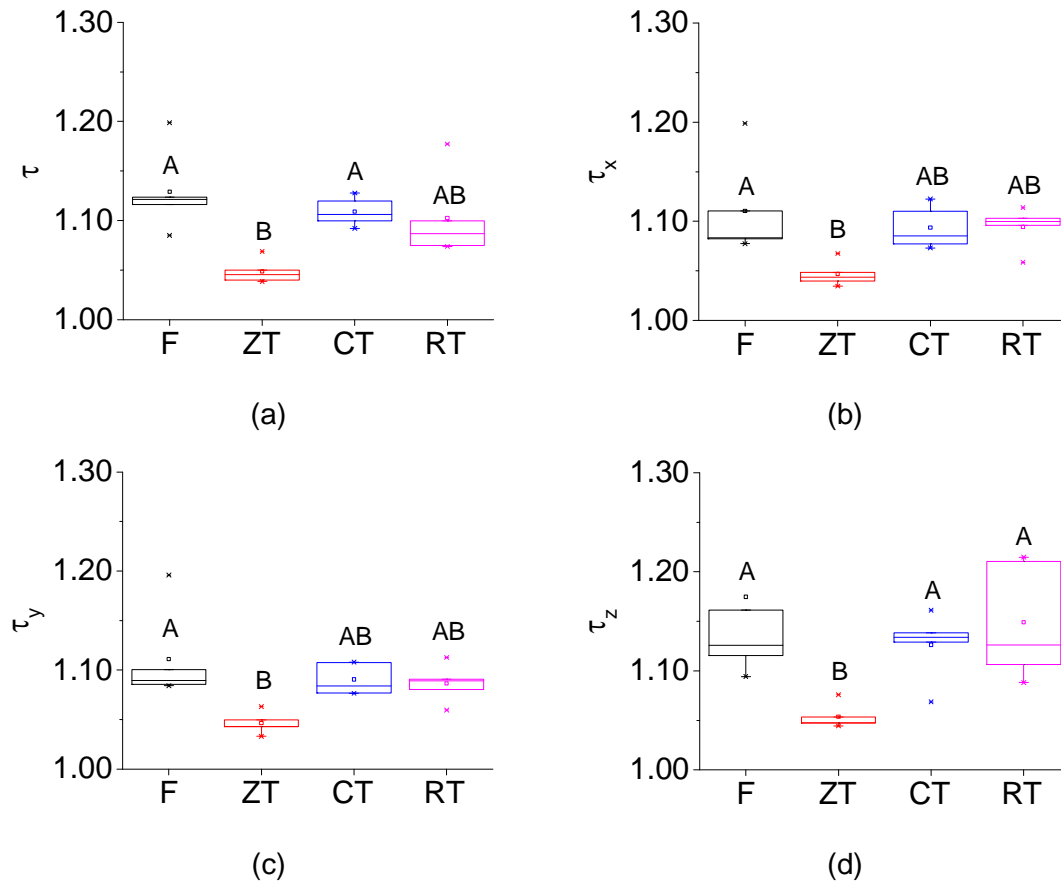 1.30
1.20
1.10
1.00
τ
A
B
A
AB
F ZT CT RT
(a)
1.30
1.20
1.10
1.00
τx
A
B
AB
AB
F ZT CT RT
(b)
1.30
1.20
1.10
1.00
τy
A
B
AB
AB
F ZT CT RT
(c)
1.30
1.20
1.10
1.00
τz
A
B
A
A
F ZT CT RT
(d)